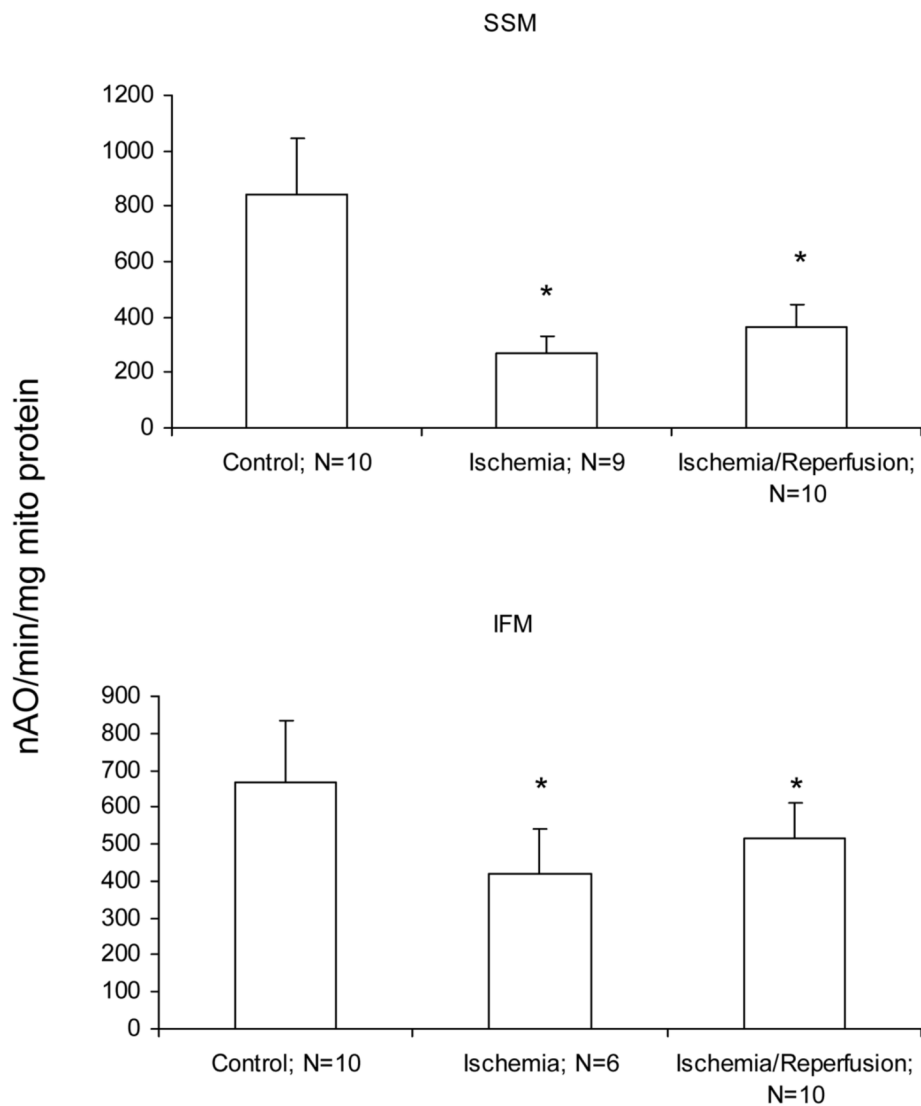 SSM
nAO/min/mg mito protein
1200
1000
800
600
400
200
0
*
*
Control; N=10
Ischemia; N=9
Ischemia/Reperfusion;
N=10
IFM
900
800
700
600
500
400
300
200
100
0
*
*
Control; N=10
Ischemia; N=6
Ischemia/Reperfusion;
N=10